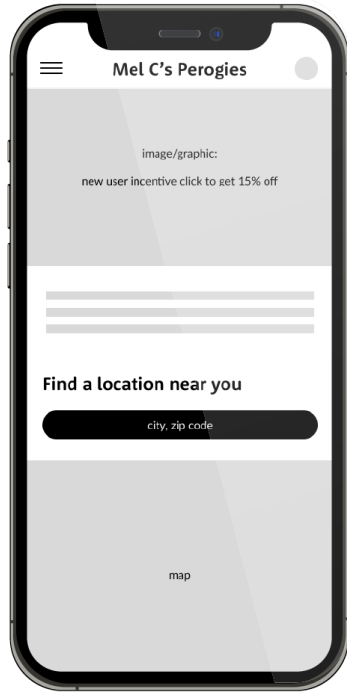 Mel C's Perogies
image/graphic:
new user incentive click to get 15% off
Find a location near you
city, zip code
map